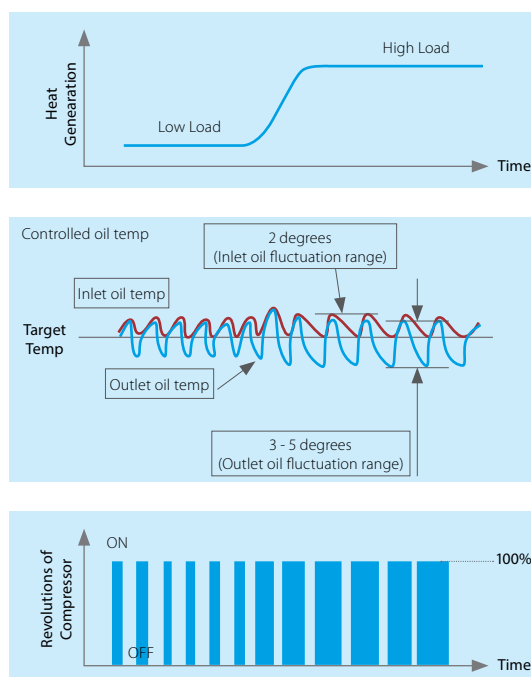 Heat
Genearation
High Load
Low Load
Time
Controlled oil temp
2 degrees
(Inlet oil fluctuation range)
Inlet oil temp
Target
Temp
Outlet oil temp
3 - 5 degrees
(Outlet oil fluctuation range)
Revolutions of
Compressor
ON
100%
OFF
Time